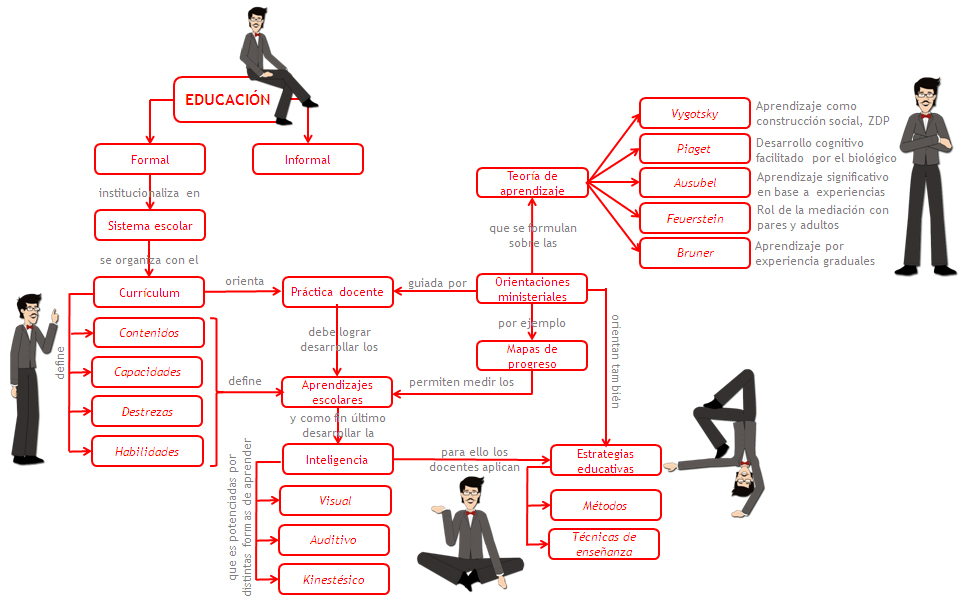 EDUCACIÓN
Formal
Informal
institucionaliza en
Sistema escolar
se organiza con el
Currículum
orienta
Práctica docente
guiada por
Orientaciones
ministeriales
que se formulan
sobre las
Teoría de
aprendizaje
Vygotsky
Aprendizaje como
construcción social, ZDP
Piaget
Desarrollo cognitivo
facilitado por el biológico
Ausubel
Aprendizaje significativo
en base a experiencias
Feuerstein
Rol de la mediación con
pares y adultos
Bruner
Aprendizaje por
experiencia graduales
por ejemplo
Mapas de
progreso
permiten medir los
orientan también
define
Contenidos
Capacidades
Destrezas
Habilidades
define
debe lograr
desarrollar los
Aprendizajes
escolares
y como fin último
desarrollar la
Inteligencia
para ello los
docentes aplican
Estrategias
educativas
Métodos
Técnicas de
enseñanza
que es potenciadas por
distintas formas de aprender
Visual
Auditivo
Kinestésico